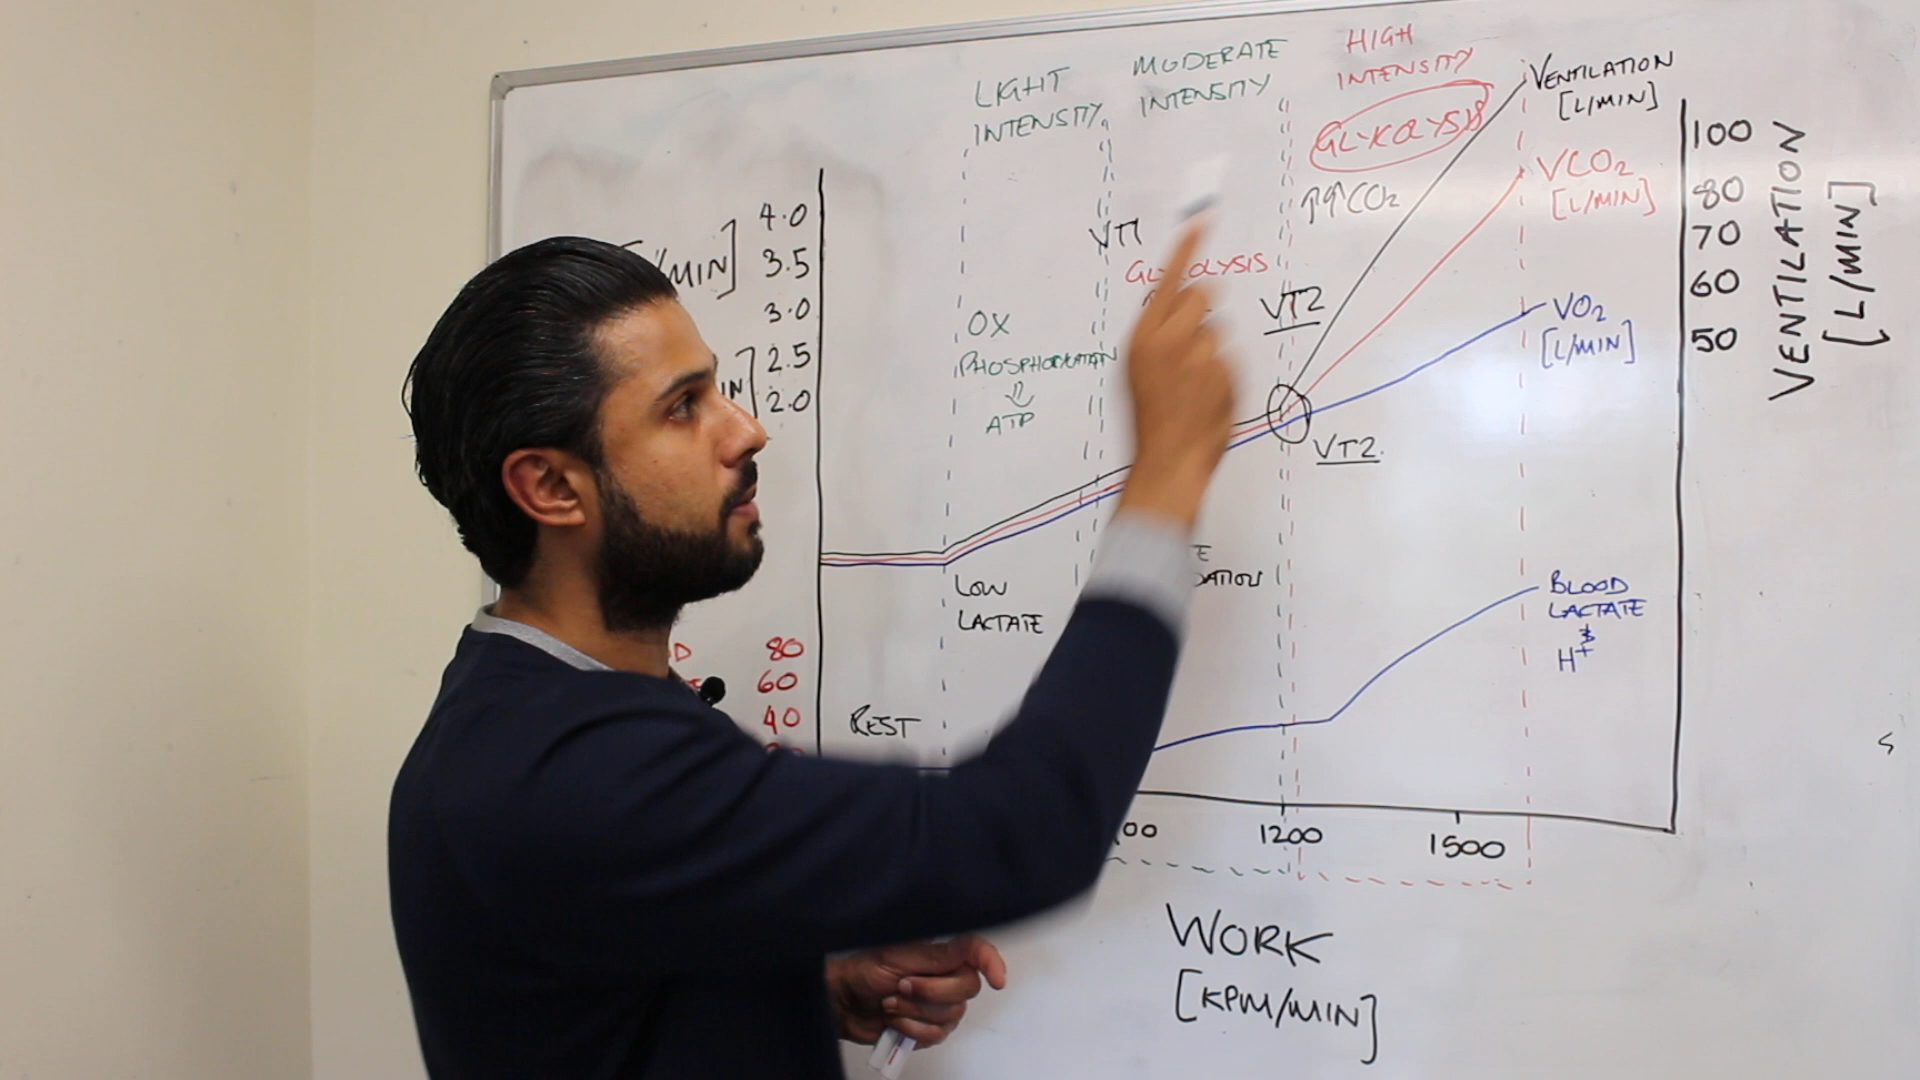 LIGHT
INTENSITY
MODERATE
INTENSITY
HIGH
INTENSITY
GLYCOLYSIS
↑↑CO₂
VENTILATION
[L/MIN]
VCO₂
[L/MIN]
VO₂
[L/MIN]
100
80
70
60
50
VENTILATION
[L/MIN]
/MIN]
4.0
3.5
3.0
2.5
2.0
VT1
VT2
VT2.
OX
PHOSPHORYLATION
⇓
ATP
LOW
LACTATE
REST
80
60
40
BLOOD
LACTATE
&
H⁺
1200
1500
WORK
[KPM/MIN]